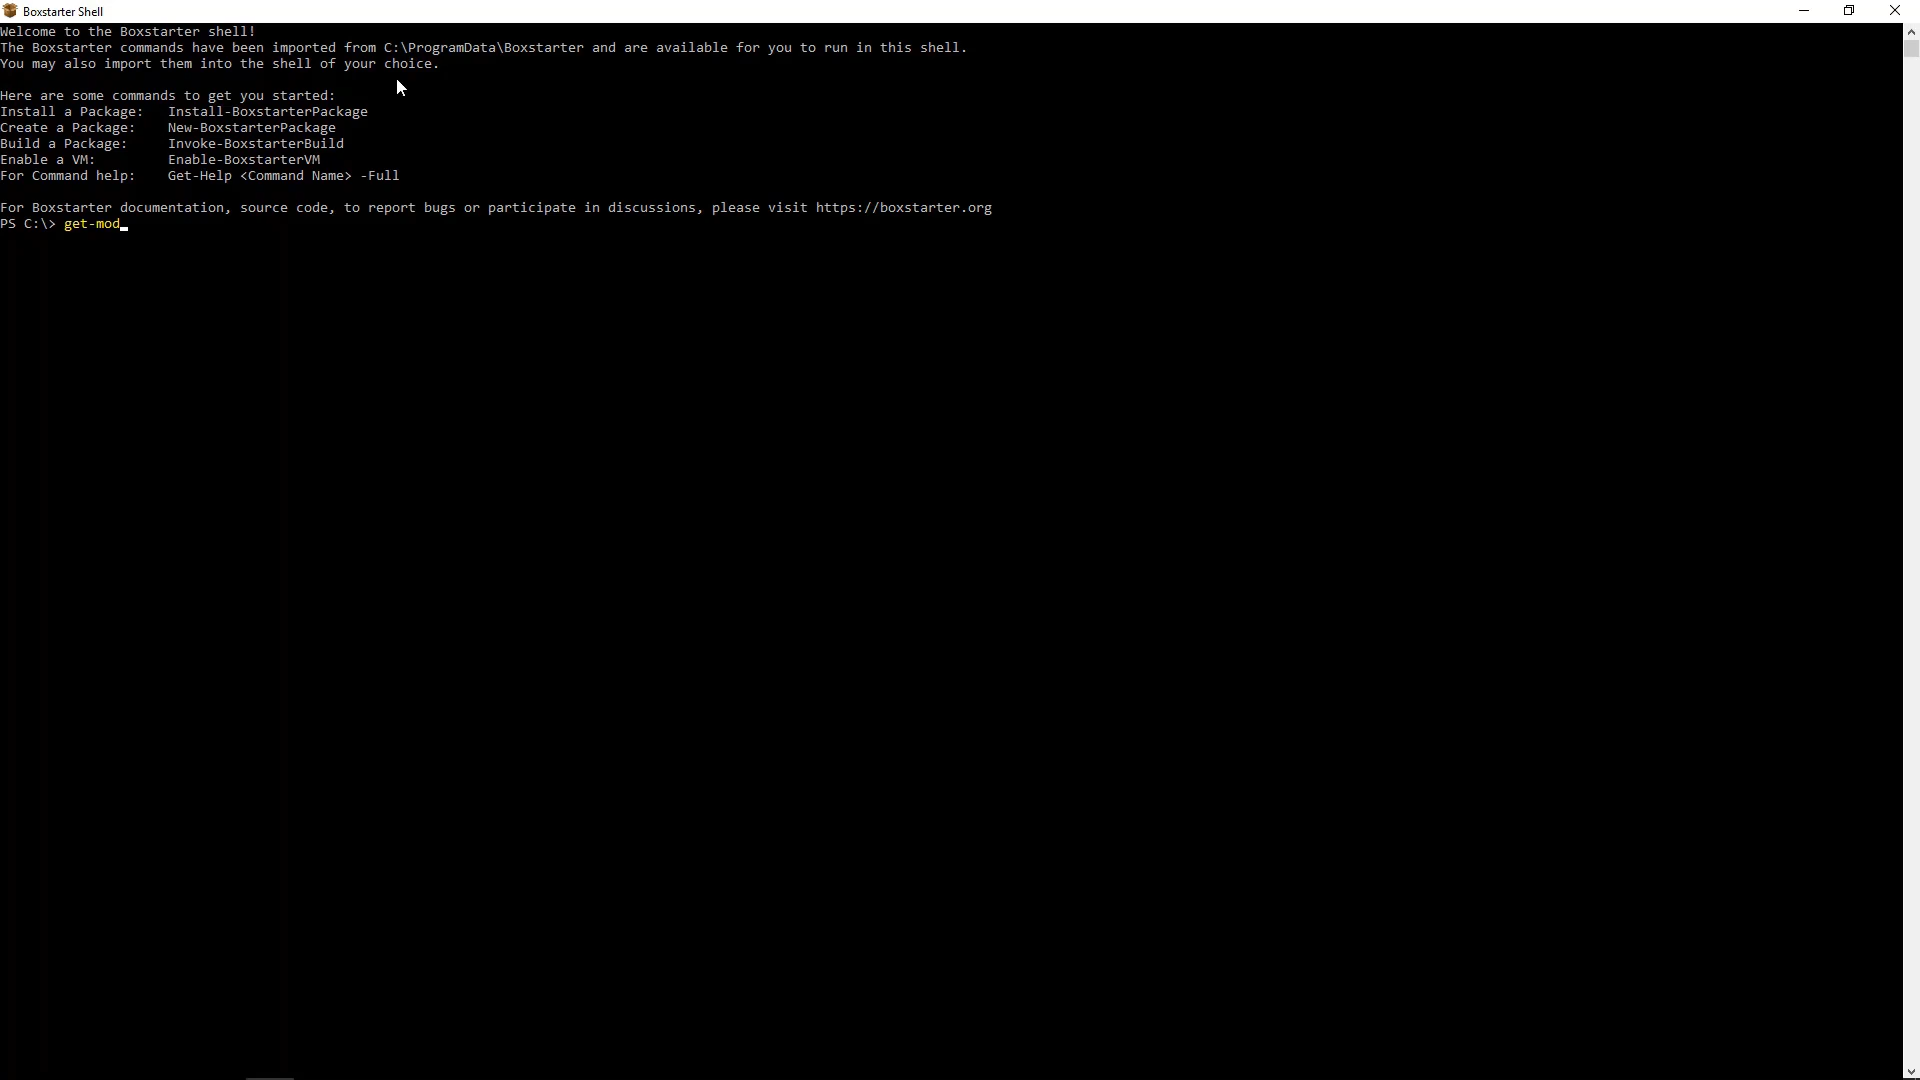 Boxstarter Shell
Welcome to the Boxstarter shell!
The Boxstarter commands have been imported from C:\ProgramData\Boxstarter and are available for you to run in this shell.
You may also import them into the shell of your choice.
Here are some commands to get you started:
Install a Package:   Install-BoxstarterPackage
Create a Package:    New-BoxstarterPackage
Build a Package:     Invoke-BoxstarterBuild
Enable a VM:         Enable-BoxstarterVM
For Command help:    Get-Help <Command Name> -Full
For Boxstarter documentation, source code, to report bugs or participate in discussions, please visit https://boxstarter.org
PS C:\> get-mod